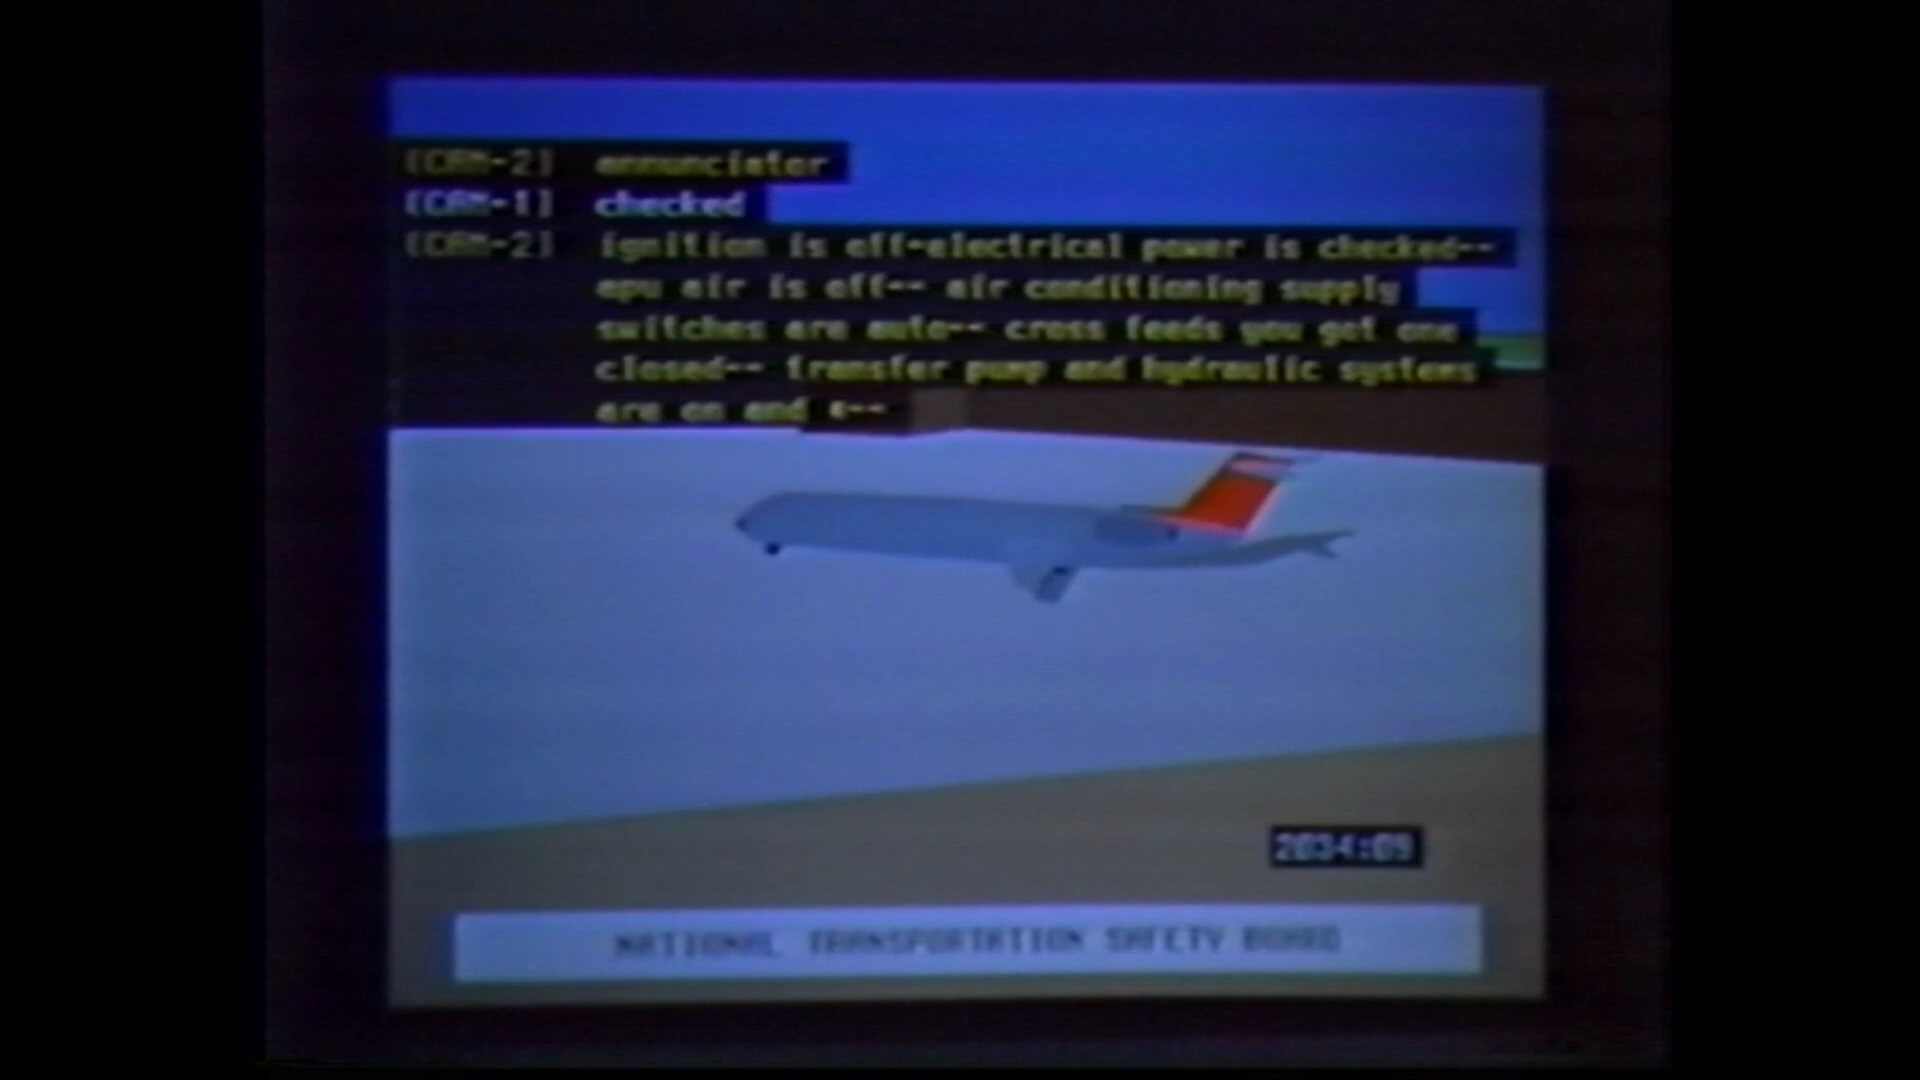 [CAM-2] annunciator
[CAM-1] checked
[CAM-2] ignition is off-electrical power is checked--
apu air is off-- air conditioning supply
switches are auto-- cross feeds you got one
closed-- transfer pump and hydraulic systems
are on and c--
2034:09
NATIONAL TRANSPORTATION SAFETY BOARD